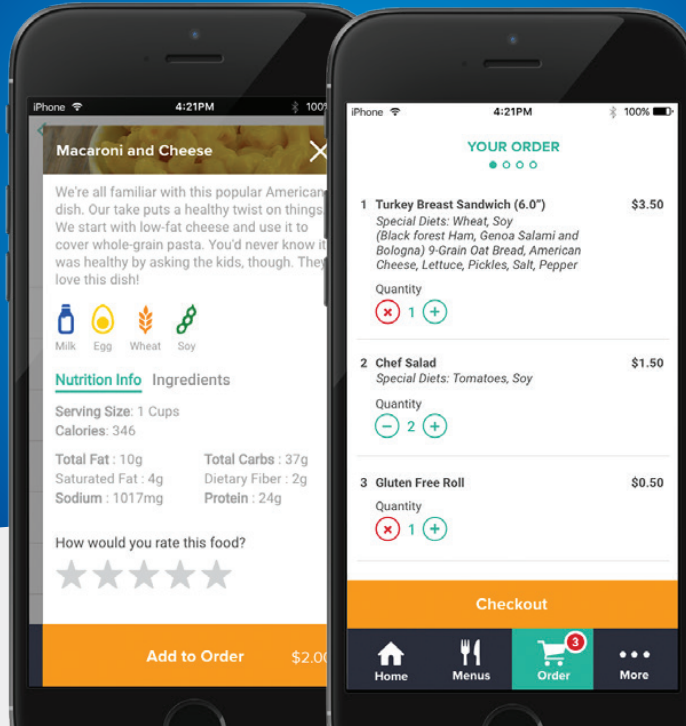 iPhone 4:21PM 100%
Macaroni and Cheese
We're all familiar with this popular American
dish. Our take puts a healthy twist on things.
We start with low-fat cheese and use it to
cover whole-grain pasta. You'd never know it
was healthy by asking the kids, though. They
love this dish!
Milk Egg Wheat Soy
Nutrition Info Ingredients
Serving Size: 1 Cups
Calories: 346
Total Fat : 10g Total Carbs : 37g
Saturated Fat : 4g Dietary Fiber : 2g
Sodium : 1017mg Protein : 24g
How would you rate this food?
Add to Order $2.00
iPhone 4:21PM 100%
YOUR ORDER
1 Turkey Breast Sandwich (6.0") $3.50
Special Diets: Wheat, Soy
(Black forest Ham, Genoa Salami and
Bologna) 9-Grain Oat Bread, American
Cheese, Lettuce, Pickles, Salt, Pepper
Quantity
1
2 Chef Salad $1.50
Special Diets: Tomatoes, Soy
Quantity
2
3 Gluten Free Roll $0.50
Quantity
1
Checkout
3
Home Menus Order More